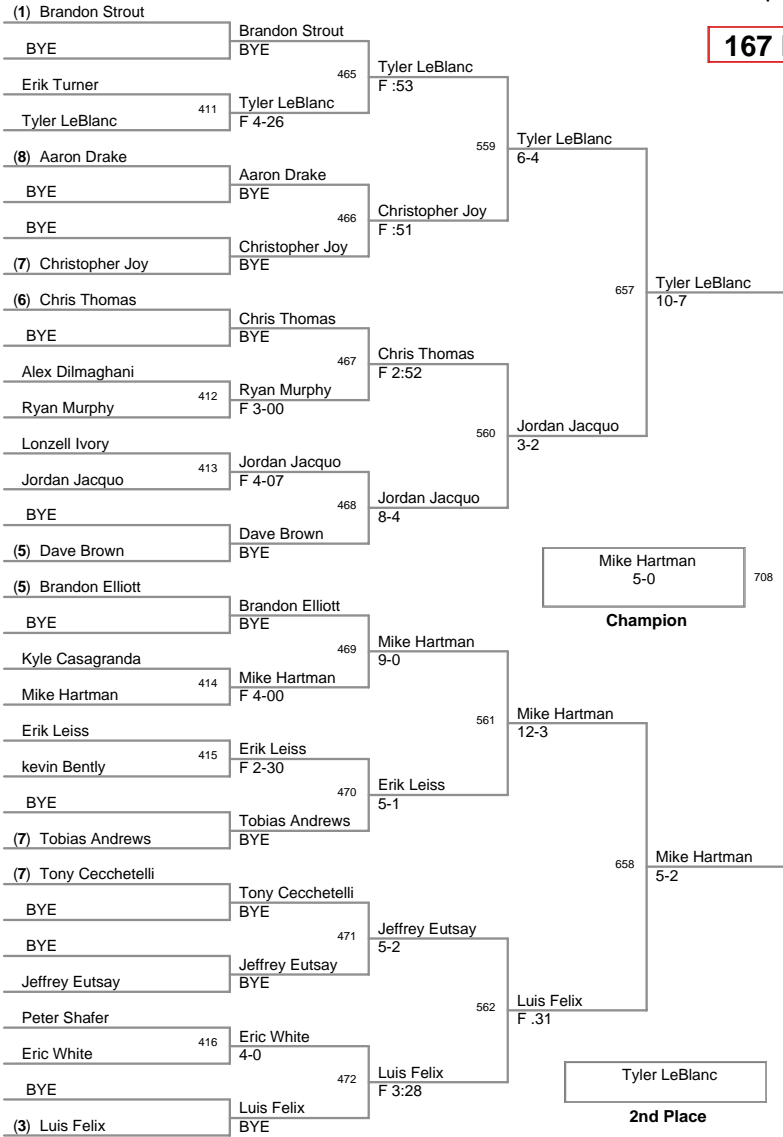 (1) Brandon Strout
BYE
Erik Turner
Tyler LeBlanc
(8) Aaron Drake
BYE
BYE
(7) Christopher Joy
(6) Chris Thomas
BYE
Alex Dilmaghani
Ryan Murphy
Lonzell Ivory
Jordan Jacquo
BYE
(5) Dave Brown
(5) Brandon Elliott
BYE
Kyle Casagranda
Mike Hartman
Erik Leiss
kevin Bently
BYE
(7) Tobias Andrews
(7) Tony Cecchetelli
BYE
BYE
Jeffrey Eutsay
Peter Shafer
Eric White
BYE
(3) Luis Felix
411
412
413
414
415
416
Brandon Strout
BYE
Tyler LeBlanc
F 4-26
Aaron Drake
BYE
Christopher Joy
BYE
Chris Thomas
BYE
Ryan Murphy
F 3-00
Jordan Jacquo
F 4-07
Dave Brown
BYE
Brandon Elliott
BYE
Mike Hartman
F 4-00
Erik Leiss
F 2-30
Tobias Andrews
BYE
Tony Cecchetelli
BYE
Jeffrey Eutsay
BYE
Eric White
4-0
Luis Felix
BYE
465
466
467
468
469
470
471
472
Tyler LeBlanc
F :53
Christopher Joy
F :51
Chris Thomas
F 2:52
Jordan Jacquo
8-4
Mike Hartman
9-0
Erik Leiss
5-1
Jeffrey Eutsay
5-2
Luis Felix
F 3:28
559
560
561
562
Tyler LeBlanc
6-4
Jordan Jacquo
3-2
Mike Hartman
12-3
Luis Felix
F .31
657
658
Tyler LeBlanc
10-7
Mike Hartman
5-2
167
Mike Hartman
5-0
708
Champion
Tyler LeBlanc
2nd Place